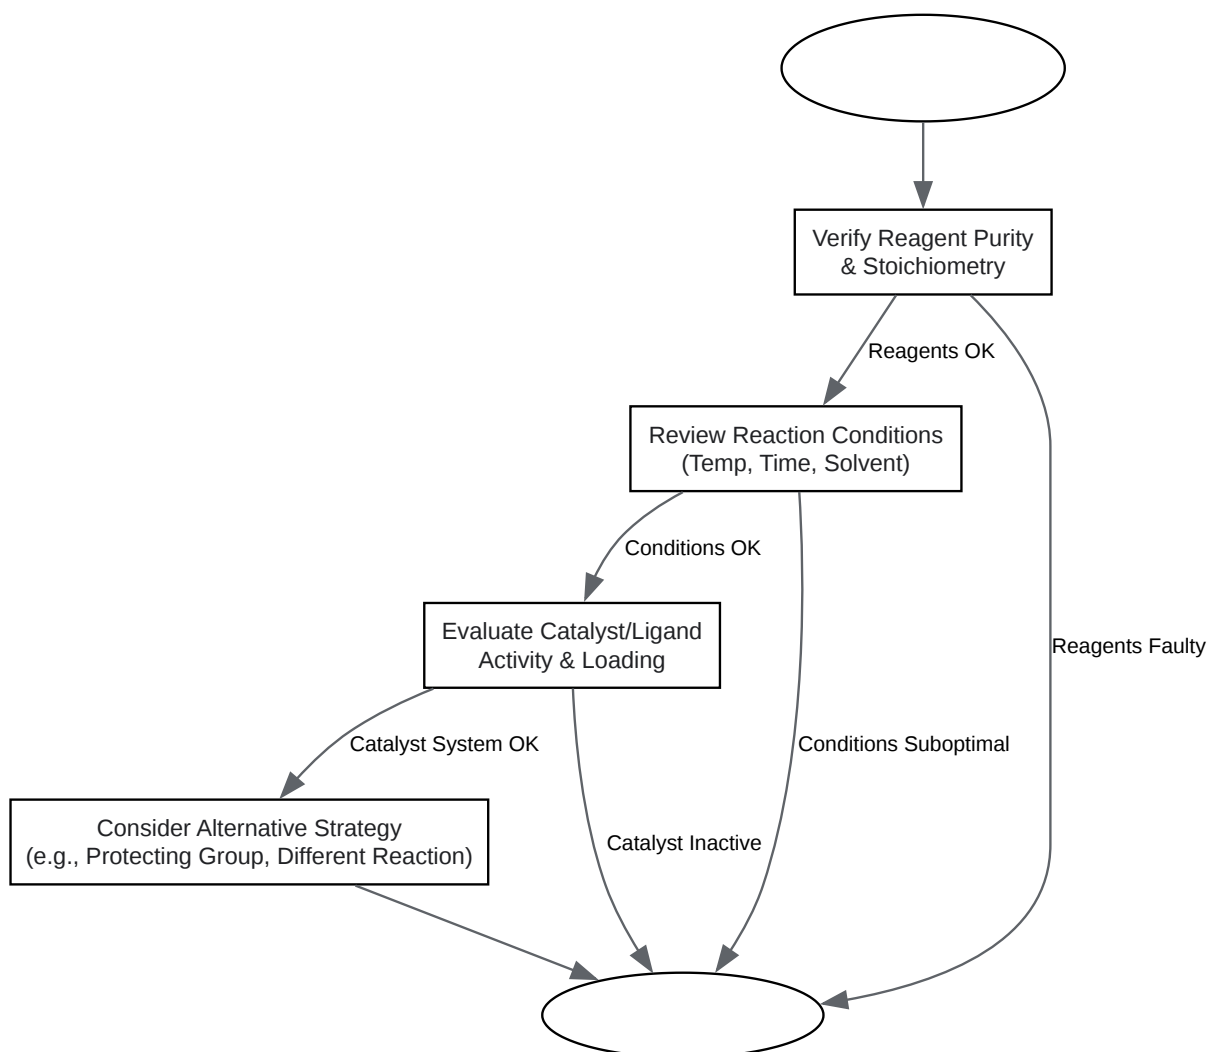 Verify Reagent Purity
& Stoichiometry
Reagents OK
Review Reaction Conditions
(Temp, Time, Solvent)
Conditions OK
Evaluate Catalyst/Ligand
Activity & Loading
Reagents Faulty
Catalyst System OK
Conditions Suboptimal
Consider Alternative Strategy
(e.g., Protecting Group, Different Reaction)
Catalyst Inactive